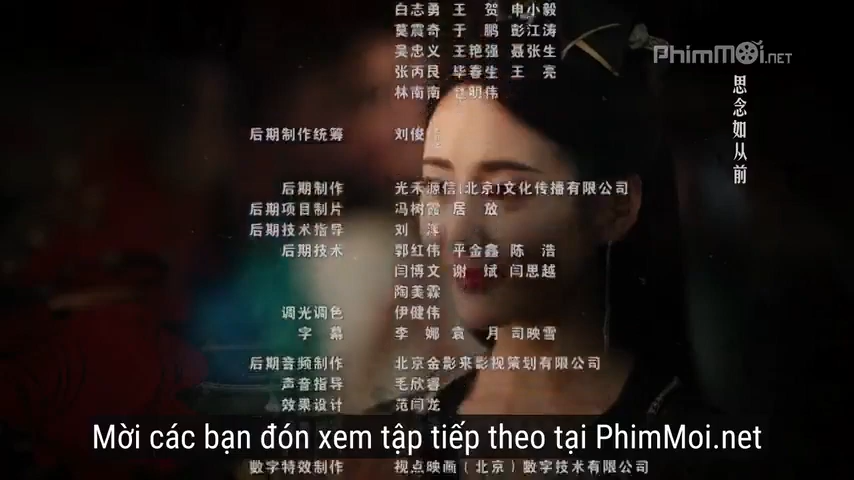 白志勇 王 贺 申小毅
莫震奇 于 鹏 彭江涛
吴忠义 王艳强 聂张生
张丙艮 毕春生 王 亮
林南南 明伟
PhimMoi.NET
思念如从前
后期制作统筹 刘俊
后期制作 光禾源信(北京)文化传播有限公司
后期项目制片 冯树霞 居 放
后期技术指导 刘
后期技术 郭红伟 平金鑫 陈 浩
闫博文 谢 斌 闫思越
陶美霖
调光调色 伊健伟
字 幕 李 娜 袁 月 司映雪
后期音频制作 北京金影来影视策划有限公司
声音指导 毛欣睿
效果设计 范闫龙
Mời các bạn đón xem tập tiếp theo tại PhimMoi.net
数字特效制作 视点映画（北京）数字技术有限公司